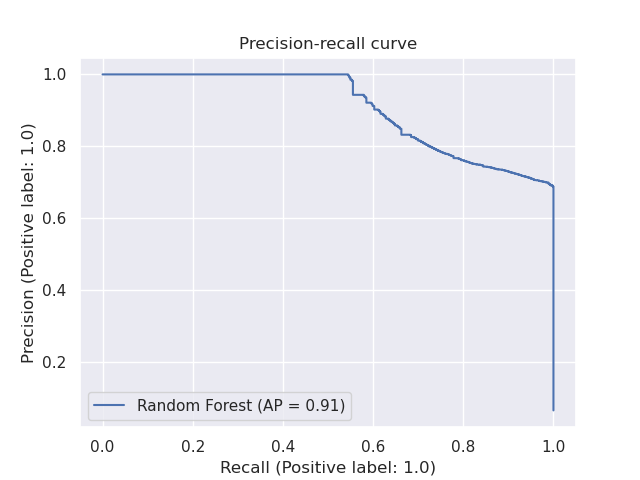 Precision-recall curve
Precision (Positive label: 1.0)
1.0
0.8
0.6
0.4
0.2
Random Forest (AP = 0.91)
0.0 0.2 0.4 0.6 0.8 1.0
Recall (Positive label: 1.0)